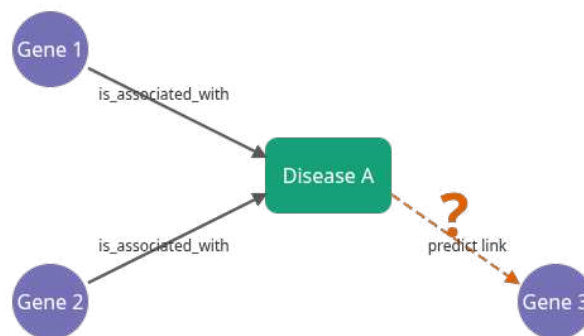 Gene 1
is_associated_with
Disease A
?
is_associated_with
predict link
Gene 2
Gene 3